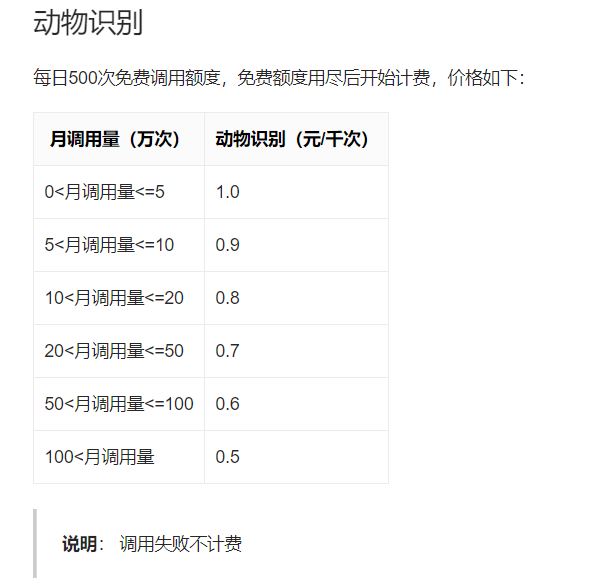 动物识别
每日500次免费调用额度，免费额度用尽后开始计费，价格如下：
月调用量（万次） 动物识别（元/千次）
0<月调用量<=5 1.0
5<月调用量<=10 0.9
10<月调用量<=20 0.8
20<月调用量<=50 0.7
50<月调用量<=100 0.6
100<月调用量 0.5
说明： 调用失败不计费